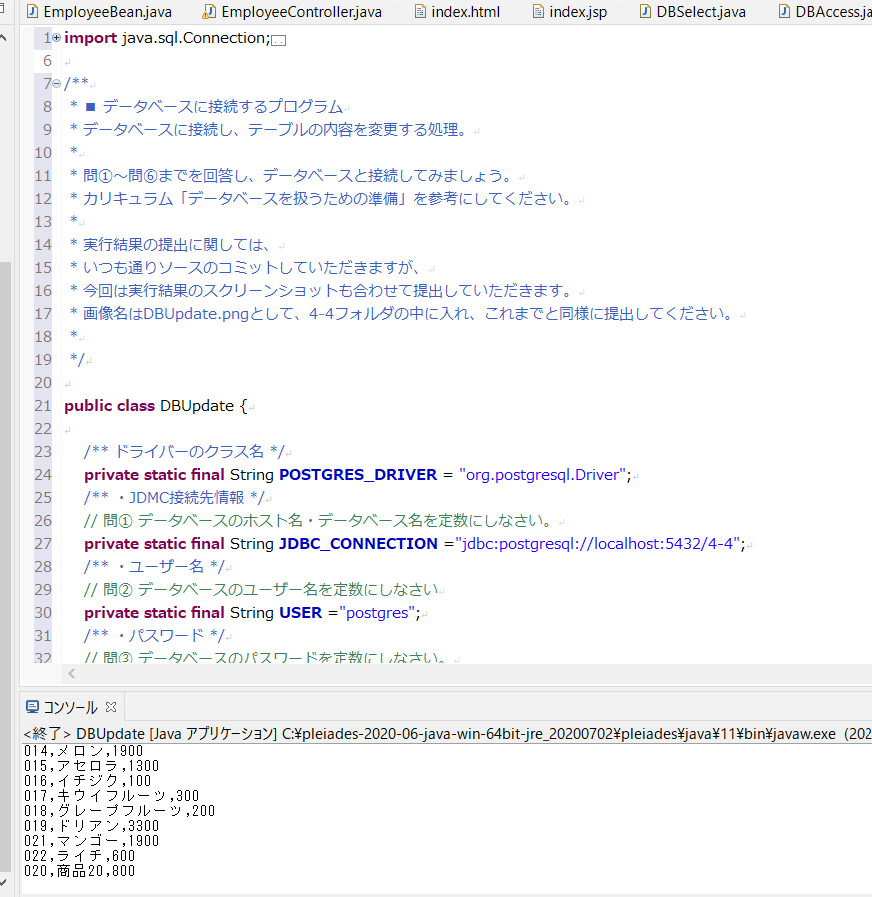 EmployeeBean.java EmployeeController.java index.html index.jsp DBSelect.java DBAccess.ja
1 import java.sql.Connection;
6
7 /**
8 * ■ データベースに接続するプログラム
9 * データベースに接続し、テーブルの内容を変更する処理。
10 *
11 * 問①～問⑥までを回答し、データベースと接続してみましょう。
12 * カリキュラム「データベースを扱うための準備」を参考にしてください。
13 *
14 * 実行結果の提出に関しては、
15 * いつも通りソースのコミットしていただきますが、
16 * 今回は実行結果のスクリーンショットも合わせて提出していただきます。
17 * 画像名はDBUpdate.pngとして、4-4フォルダの中に入れ、これまでと同様に提出してください。
18 *
19 */
20
21 public class DBUpdate {
22
23 /** ドライバーのクラス名 */
24 private static final String POSTGRES_DRIVER = "org.postgresql.Driver";
25 /** ・JDMC接続先情報 */
26 // 問① データベースのホスト名・データベース名を定数にしなさい。
27 private static final String JDBC_CONNECTION ="jdbc:postgresql://localhost:5432/4-4";
28 /** ・ユーザー名 */
29 // 問② データベースのユーザー名を定数にしなさい
30 private static final String USER ="postgres";
31 /** ・パスワード */
32 // 問③ データベースのパスワードを定数にしなさい。
コンソール
<終了> DBUpdate [Java アプリケーション] C:¥pleiades-2020-06-java-win-64bit-jre_20200702¥pleiades¥java¥11¥bin¥javaw.exe (202
014,メロン,1900
015,アセロラ,1300
016,イチジク,100
017,キウイフルーツ,300
018,グレープフルーツ,200
019,ドリアン,3300
021,マンゴー,1900
022,ライチ,600
020,商品20,800